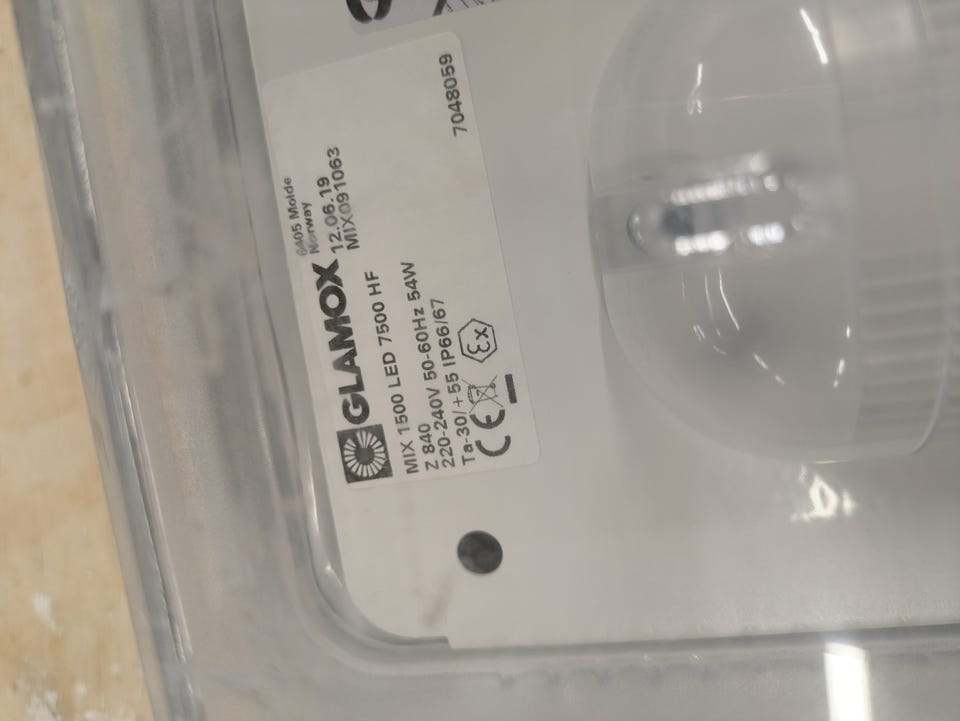 GLAMOX
6405 Molde
Norway
12.06.19
MIX091063
MIX 1500 LED 7500 HF
Z 840
220-240V 50-60Hz 54W
Ta-30/+55 IP66/67
CE
Ex
7048059